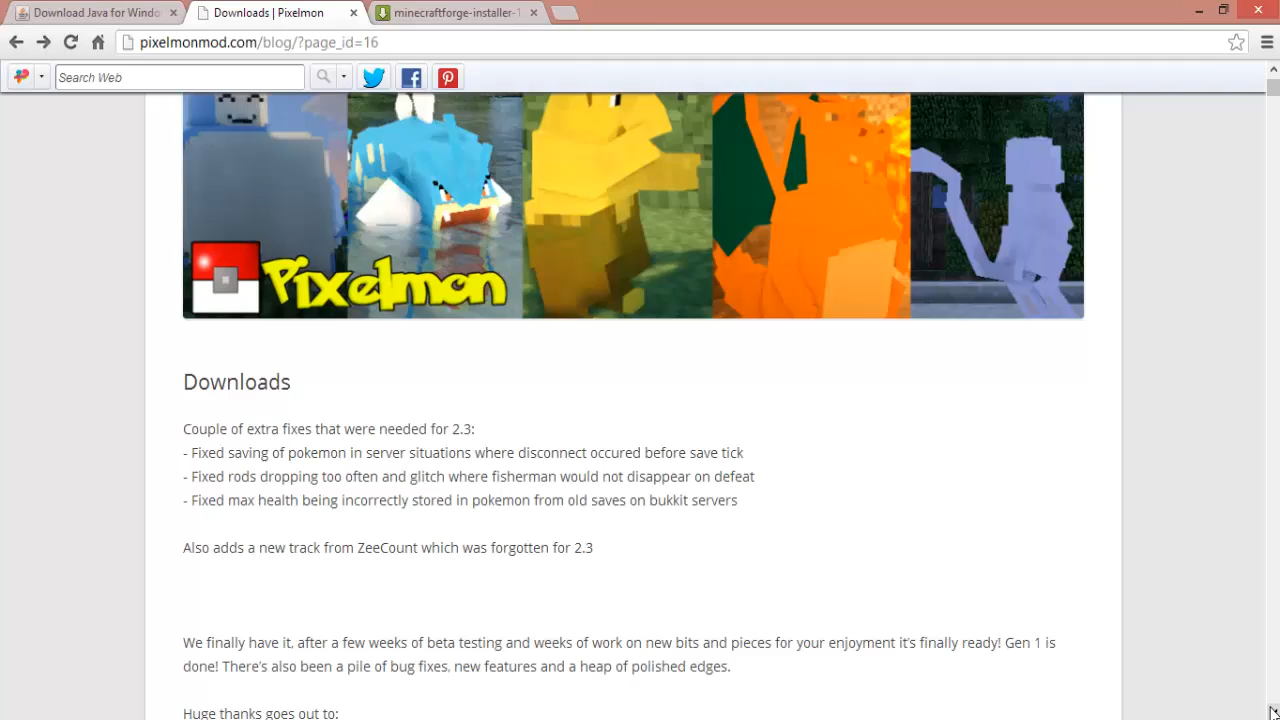 Download Java for Windo
Downloads | Pixelmon
minecraftforge-installer-1
pixelmonmod.com/blog/?page_id=16
Search Web
Pixelmon
Downloads
Couple of extra fixes that were needed for 2.3:
- Fixed saving of pokemon in server situations where disconnect occured before save tick
- Fixed rods dropping too often and glitch where fisherman would not disappear on defeat
- Fixed max health being incorrectly stored in pokemon from old saves on bukkit servers
Also adds a new track from ZeeCount which was forgotten for 2.3
We finally have it, after a few weeks of beta testing and weeks of work on new bits and pieces for your enjoyment it's finally ready! Gen 1 is
done! There's also been a pile of bug fixes, new features and a heap of polished edges.
Huge thanks goes out to: